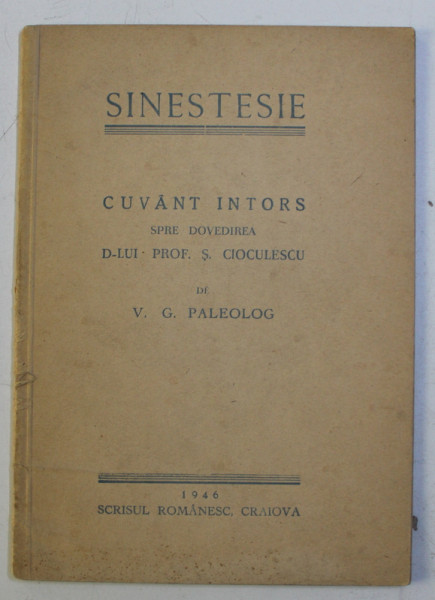 SINESTESIE
CUVÂNT INTORS
SPRE DOVEDIREA
D-LUI PROF. Ș. CIOCULESCU
DE
V. G. PALEOLOG
1946
SCRISUL ROMÂNESC, CRAIOVA